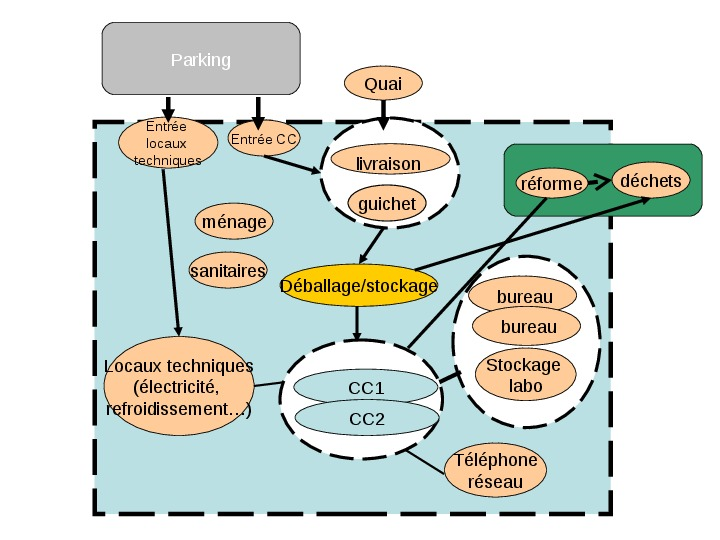 Parking
Quai
Entrée
locaux
techniques
Entrée CC
livraison
guichet
réforme
déchets
ménage
sanitaires
Déballage/stockage
bureau
bureau
Stockage
labo
Locaux techniques
(électricité,
refroidissement…)
CC1
CC2
Téléphone
réseau